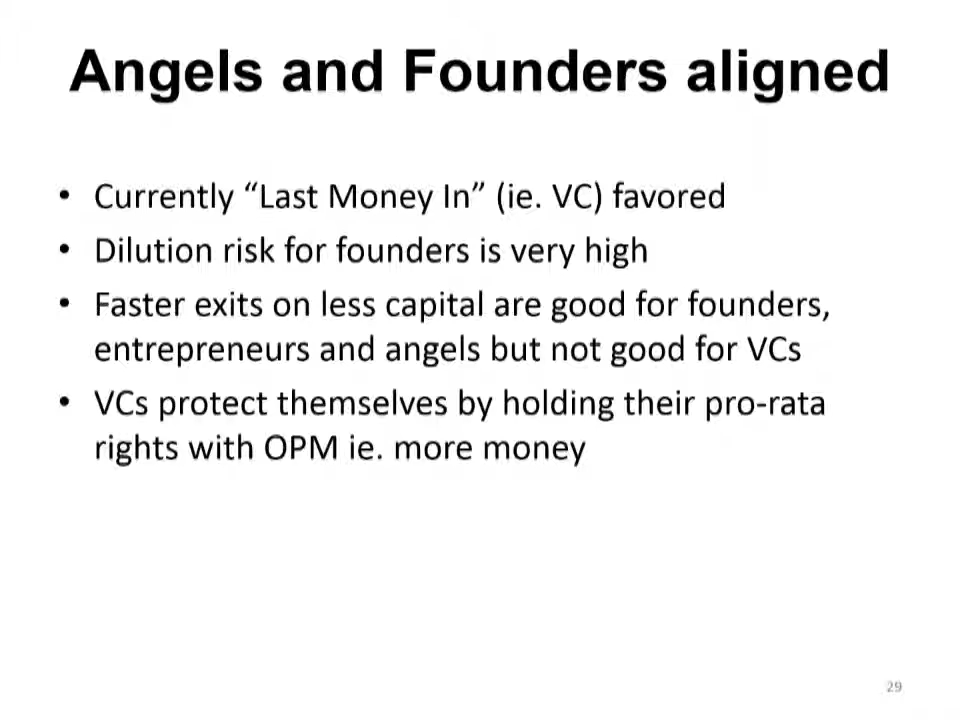 Angels and Founders aligned
• Currently “Last Money In” (ie. VC) favored
• Dilution risk for founders is very high
• Faster exits on less capital are good for founders,
entrepreneurs and angels but not good for VCs
• VCs protect themselves by holding their pro-rata
rights with OPM ie. more money
29